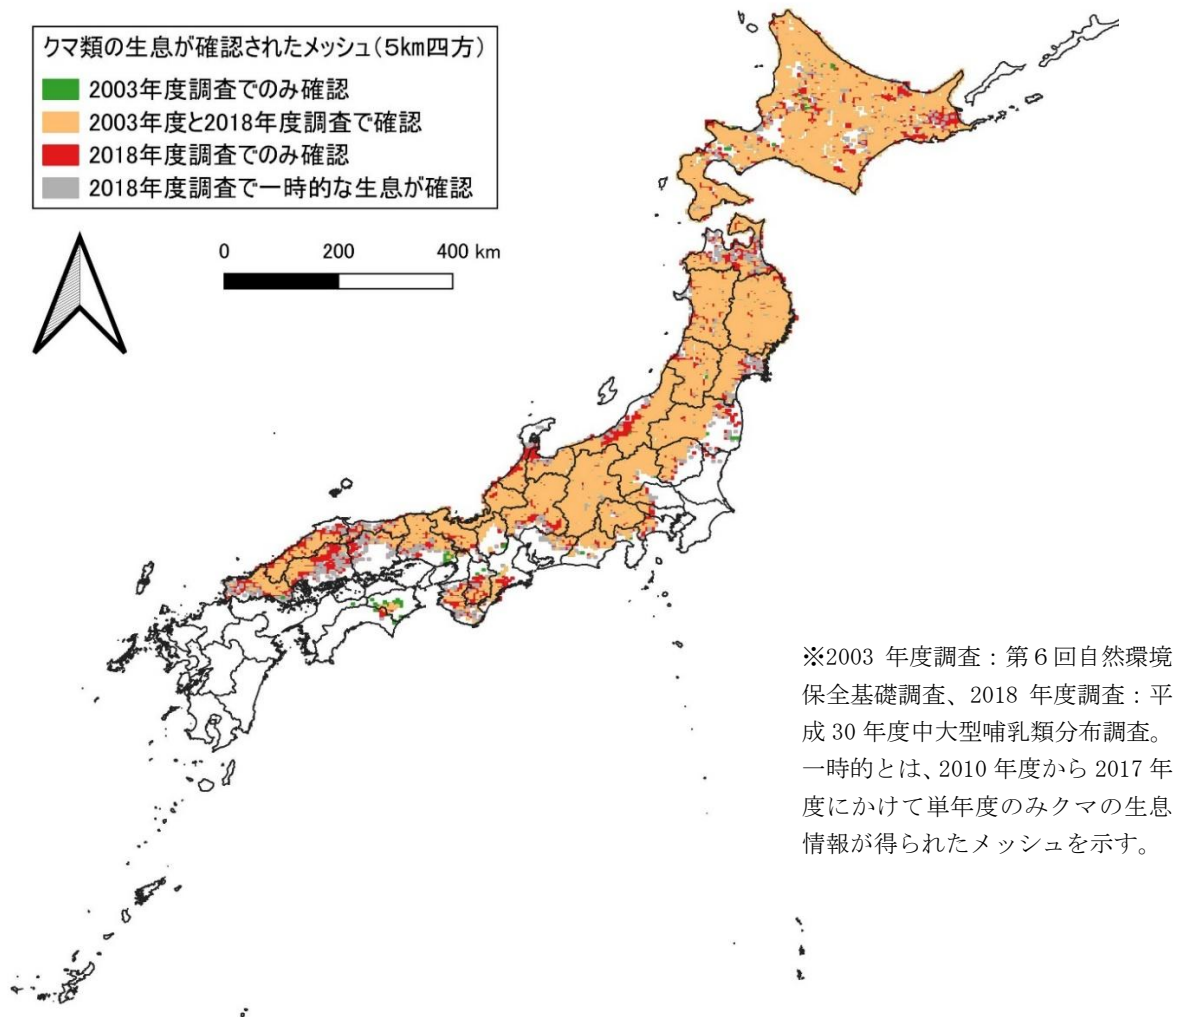 クマ類の生息が確認されたメッシュ(5km四方)
2003年度調査でのみ確認
2003年度と2018年度調査で確認
2018年度調査でのみ確認
2018年度調査で一時的な生息が確認
0 200 400 km
※2003 年度調査：第６回自然環境
保全基礎調査、2018 年度調査：平
成 30 年度中大型哺乳類分布調査。
一時的とは、2010 年度から 2017 年
度にかけて単年度のみクマの生息
情報が得られたメッシュを示す。